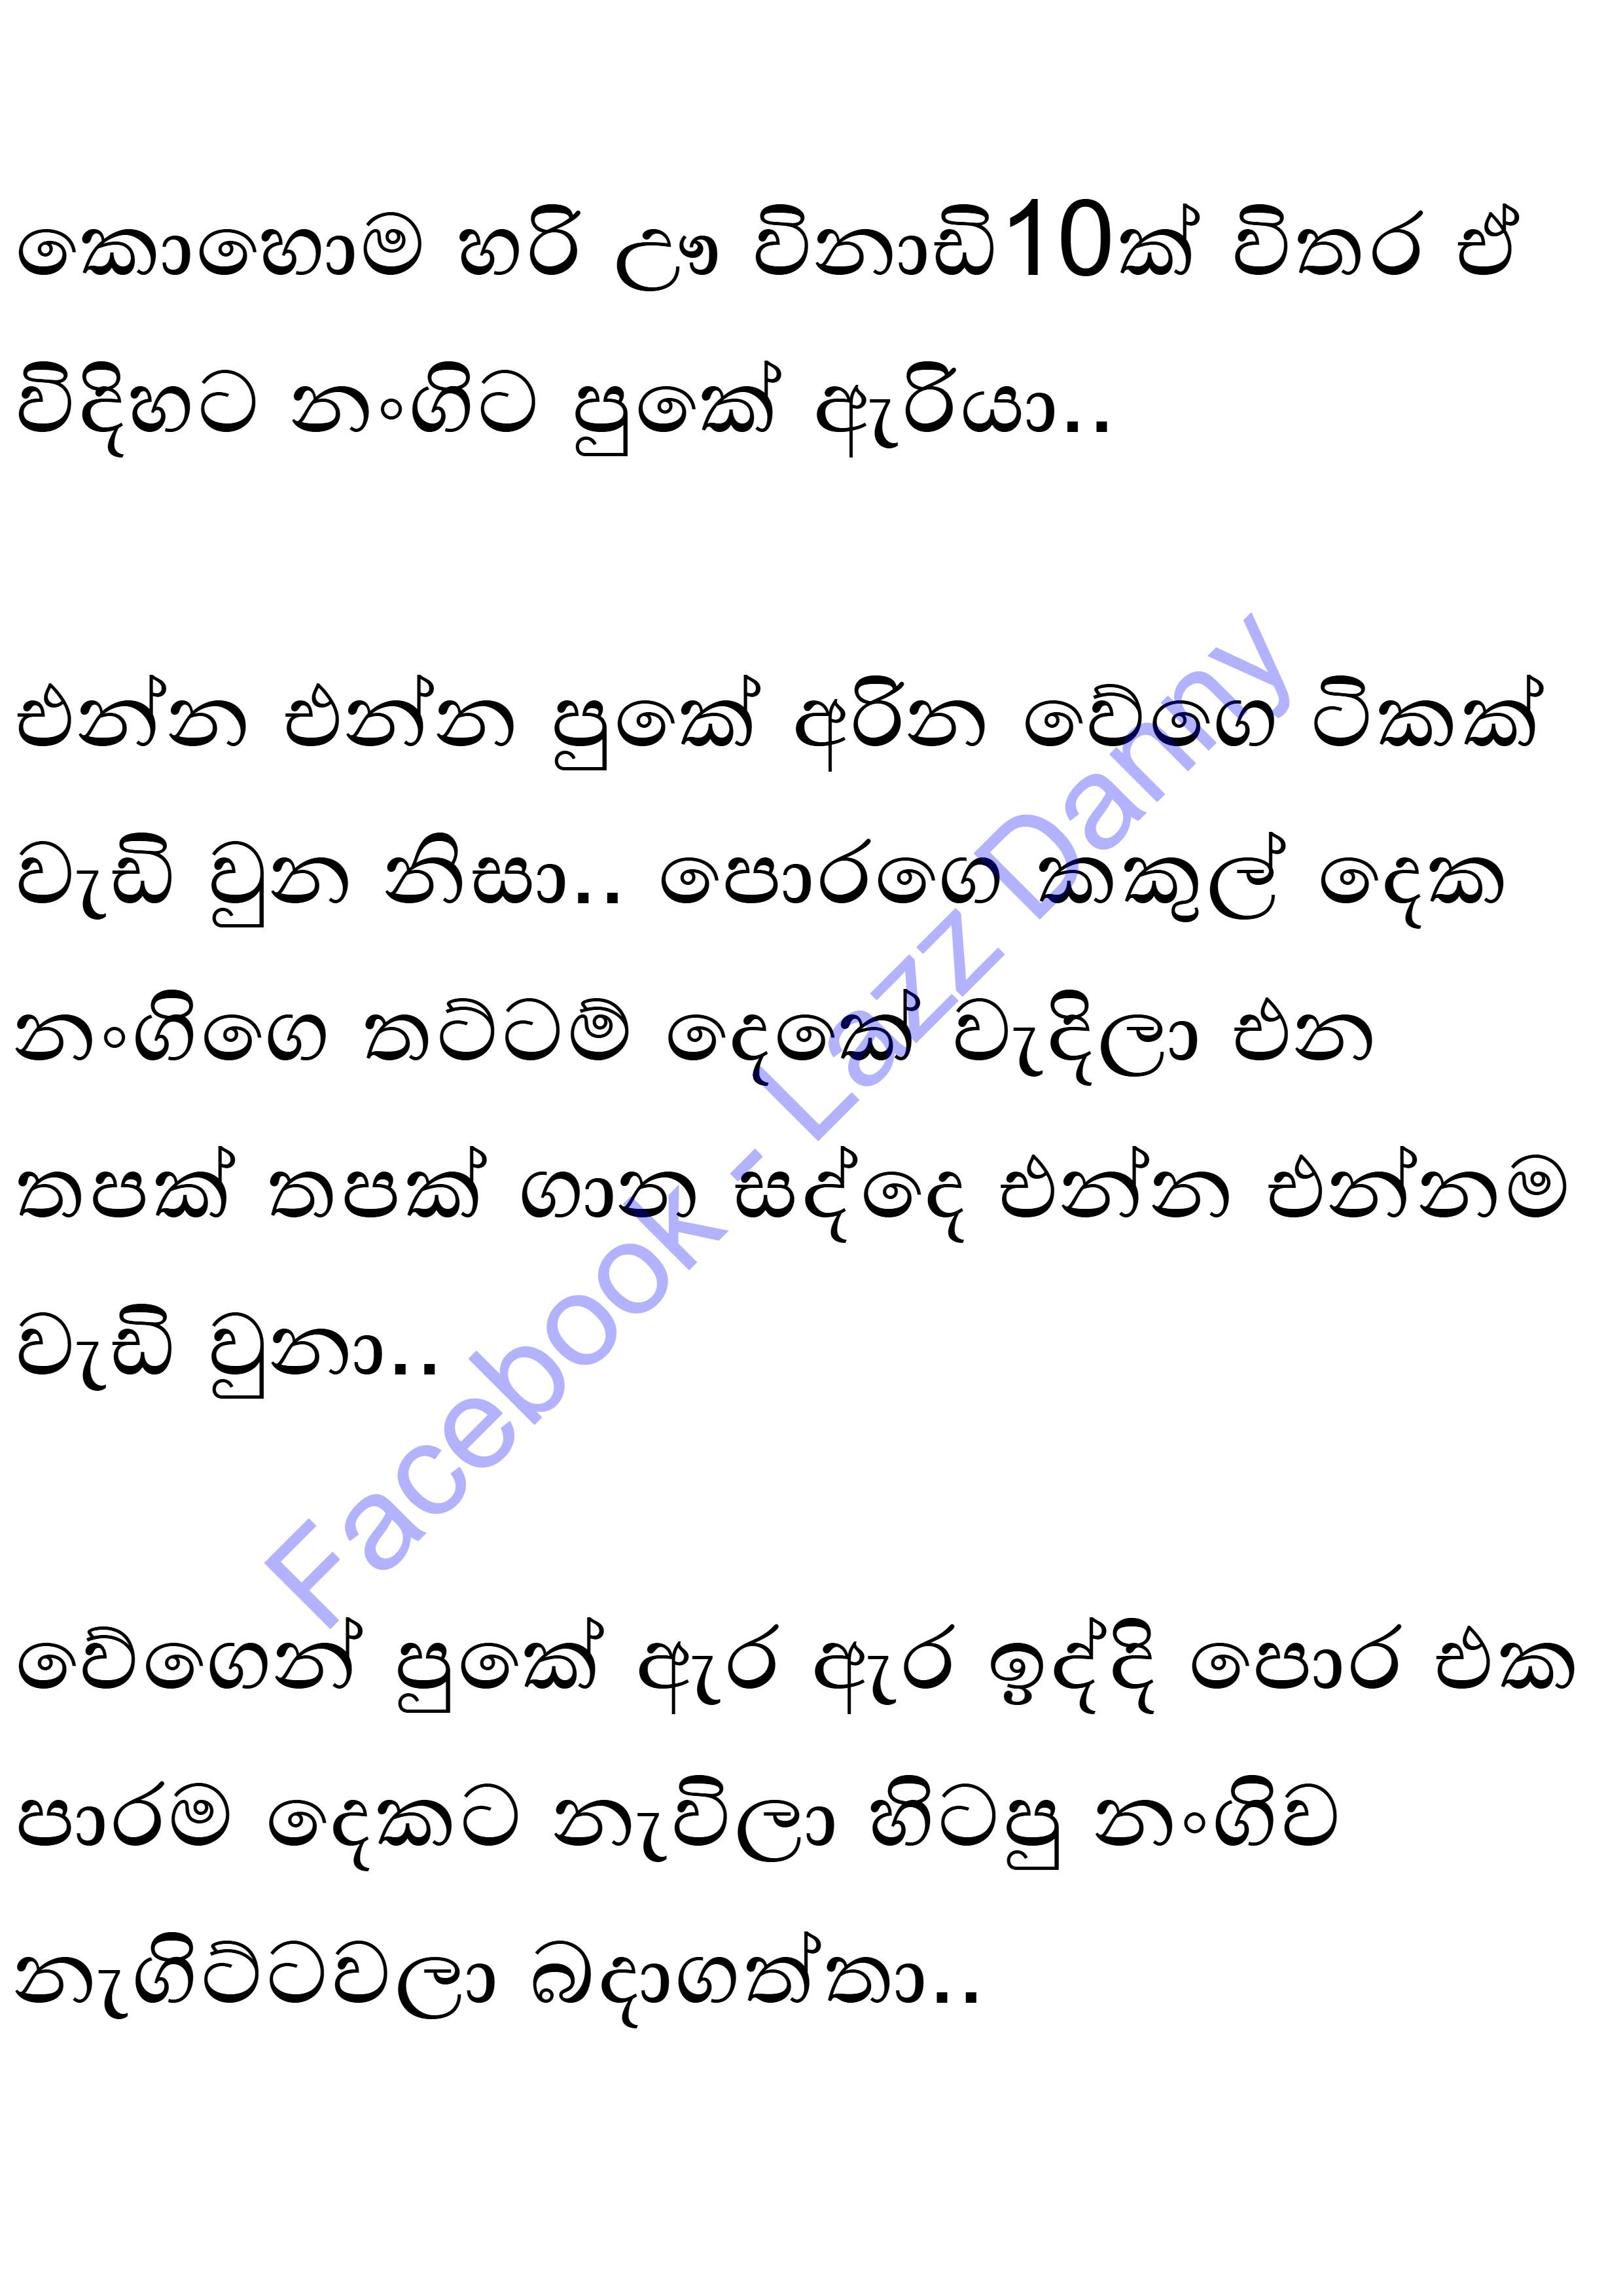 කොහොම හරි ඌ විනාඩි10ක් විතර ඒ
විදිහට නංගිට පුකේ ඇරියා..
එන්න එන්න පුකේ අරින වේගෙ ටිකක්
වැඩි වුන නිසා.. පොරගෙ කකුල් දෙක
නංගිගෙ තට්ටම් දෙකේ වැදිලා එන
තපක් තපක් ගාන සද්දෙ එන්න එන්නම
වැඩි වුනා..
වේගෙන් පුකේ ඇර ඇර ඉද්දි පොර එක
පාරම දෙකට නැවිලා හිටපු නංගිව
නැගිට්ටවලා බදාගත්තා..
Facebook - Lazz Danny